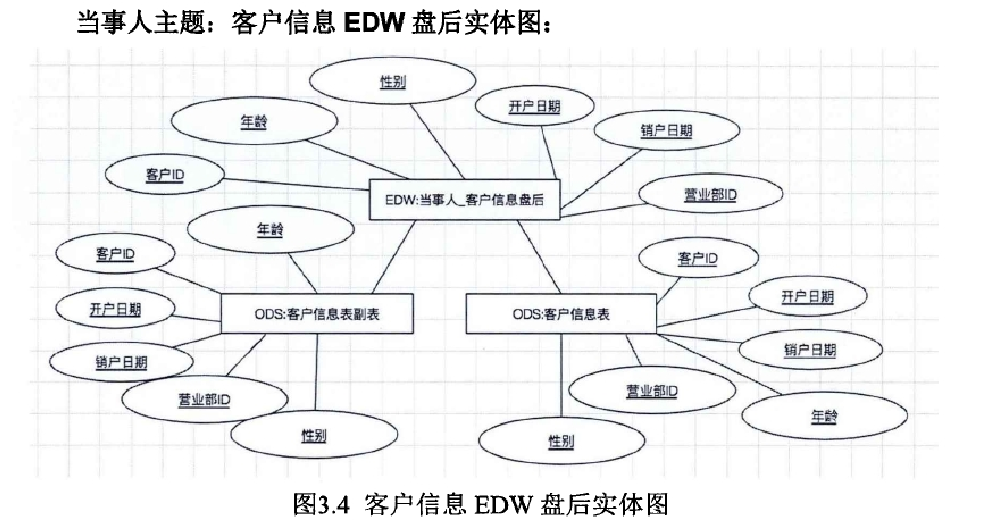 当事人主题：客户信息 EDW 盘后实体图：
性别
开户日期
年龄
销户日期
客户ID
营业部ID
EDW:当事人_客户信息盘后
年龄
客户ID
客户ID
开户日期
开户日期
ODS:客户信息表副表
ODS:客户信息表
销户日期
销户日期
营业部ID
营业部ID
年龄
性别
性别
图3.4 客户信息 EDW 盘后实体图